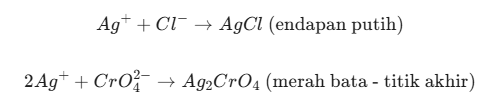 Ag⁺ + Cl⁻ → AgCl (endapan putih)
2Ag⁺ + CrO₄²⁻ → Ag₂CrO₄ (merah bata - titik akhir)